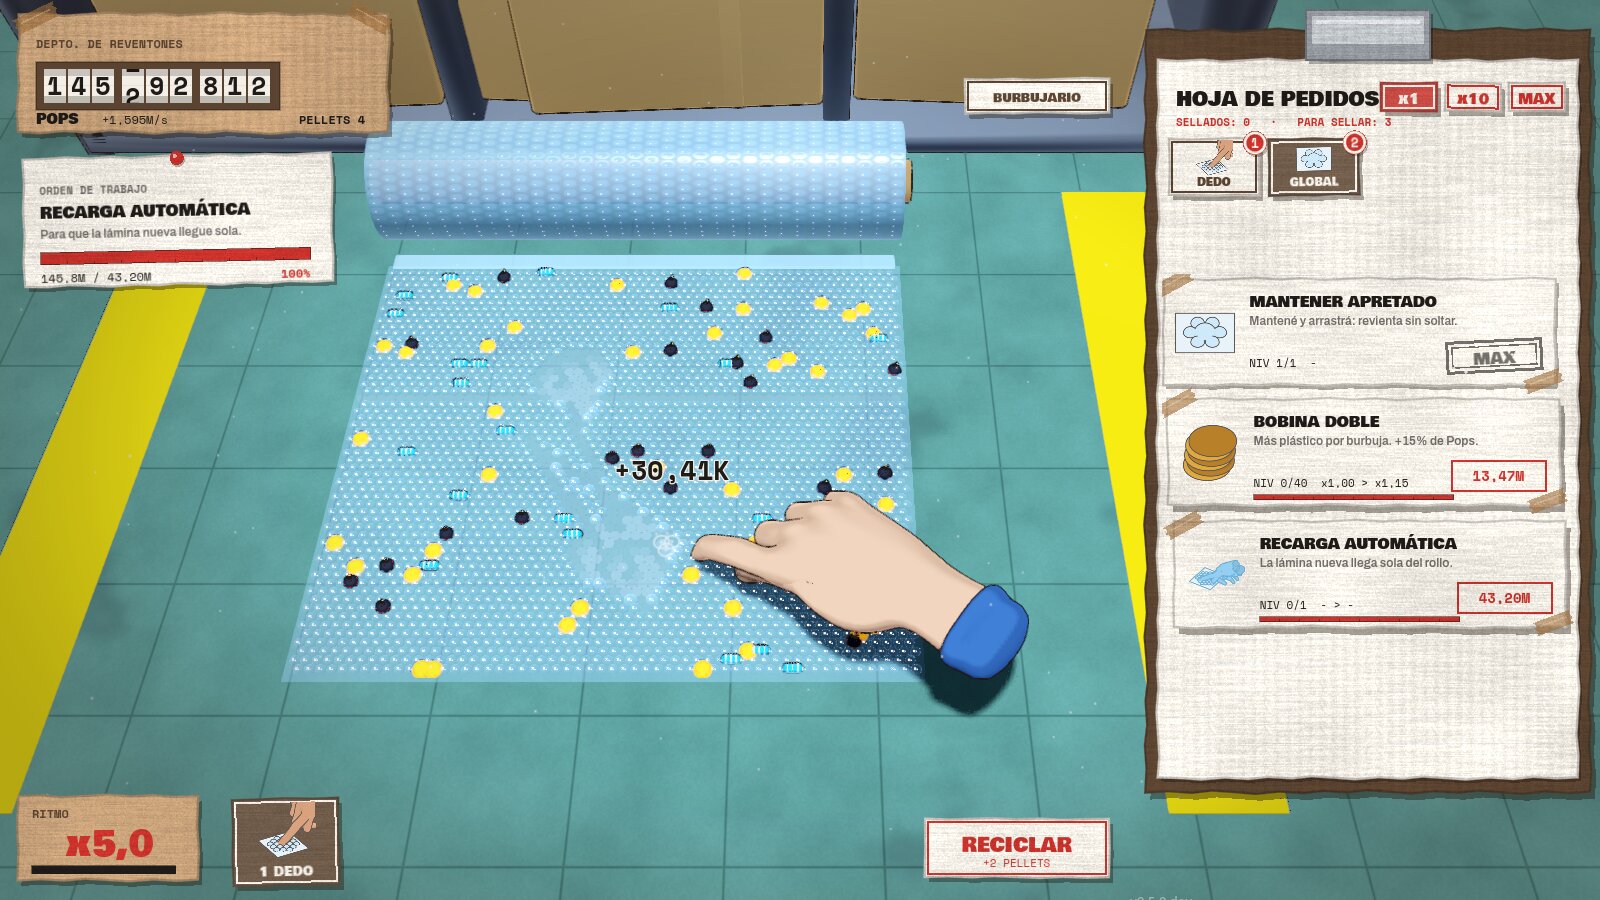 DEPTO. DE REVENTONES
145 292 812
POPS +1,595M/s PELLETS 4
ORDEN DE TRABAJO
RECARGA AUTOMÁTICA
Para que la lámina nueva llegue sola.
145.8M / 43,20M 100%
BURBUJARIO
+30,41K
HOJA DE PEDIDOS x1 x10 MAX
SELLADOS: 0 · PARA SELLAR: 3
1 2
DEDO GLOBAL
MANTENER APRETADO
Mantené y arrastrá: revienta sin soltar.
NIV 1/1 - MAX
BOBINA DOBLE
Más plástico por burbuja. +15% de Pops.
NIV 0/40 x1,00 > x1,15 13,47M
RECARGA AUTOMÁTICA
La lámina nueva llega sola del rollo.
NIV 0/1 - > - 43,20M
RITMO
x5,0
1 DEDO
RECICLAR
+2 PELLETS